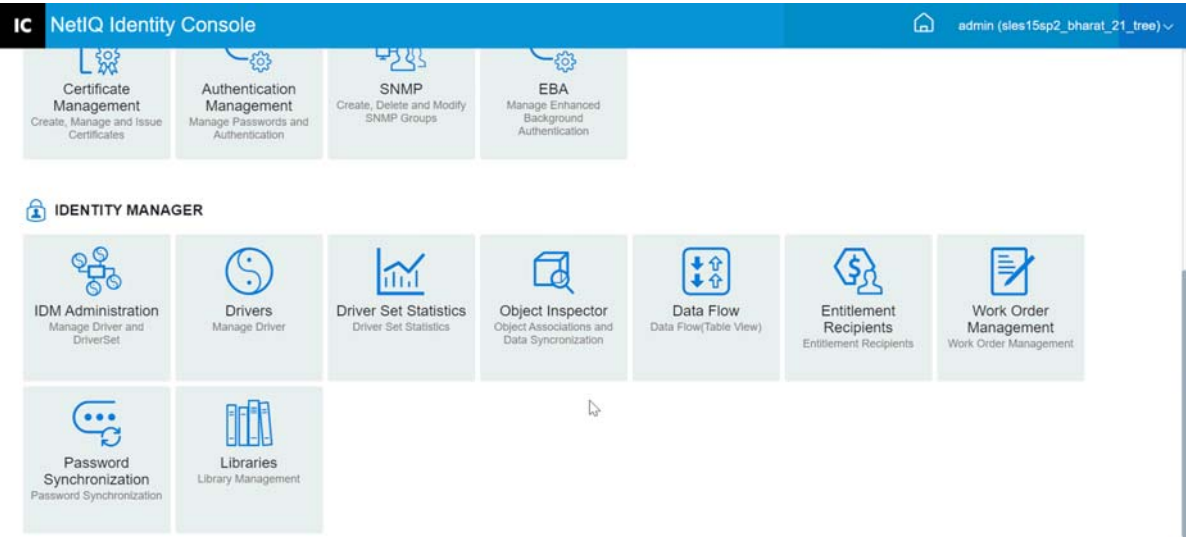 IC NetIQ Identity Console admin (sles15sp2_bharat_21_tree)
Certificate
Management
Create, Manage and Issue
Certificates
Authentication
Management
Manage Passwords and
Authentication
SNMP
Create, Delete and Modify
SNMP Groups
EBA
Manage Enhanced
Background
Authentication
IDENTITY MANAGER
IDM Administration
Manage Driver and
DriverSet
Drivers
Manage Driver
Driver Set Statistics
Driver Set Statistics
Object Inspector
Object Associations and
Data Syncronization
Data Flow
Data Flow(Table View)
Entitlement
Recipients
Entitlement Recipients
Work Order
Management
Work Order Management
Password
Synchronization
Password Synchronization
Libraries
Library Management